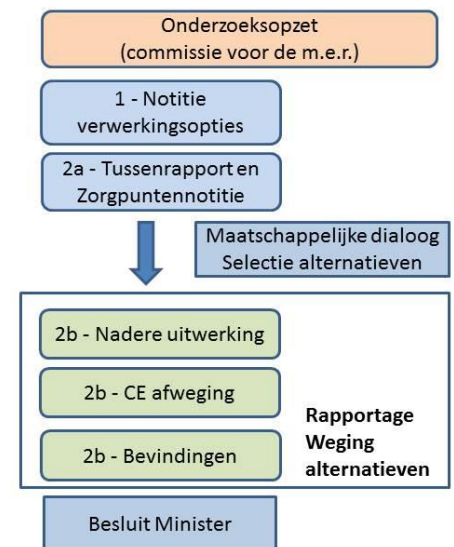 Onderzoeksopzet
(commissie voor de m.e.r.)
1 - Notitie
verwerkingsopties
2a - Tussenrapport en
Zorgpuntennotitie
Maatschappelijke dialoog
Selectie alternatieven
2b - Nadere uitwerking
2b - CE afweging
2b - Bevindingen
Rapportage
Weging
alternatieven
Besluit Minister